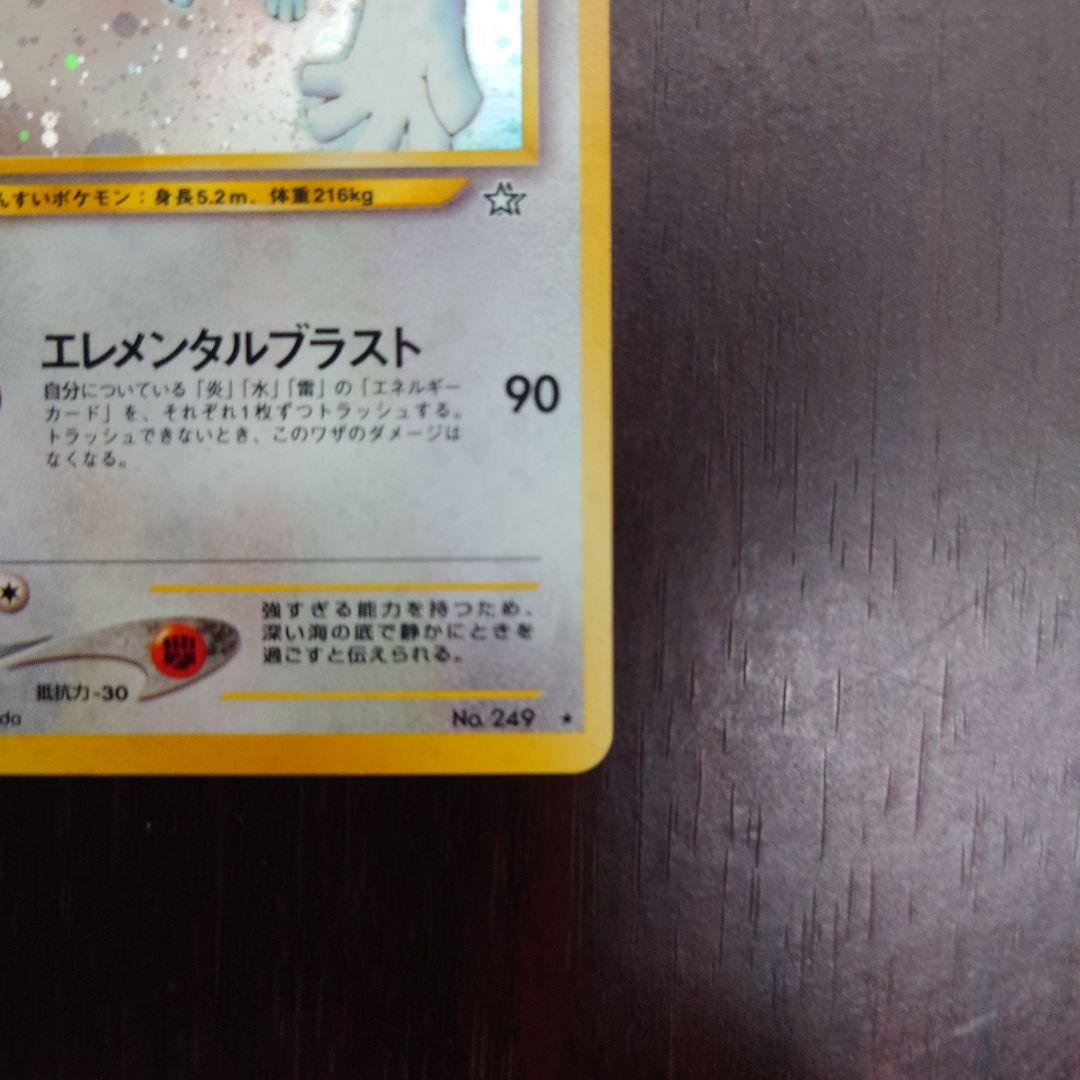 んすいポケモン：身長5.2m、体重216kg
エレメンタルブラスト
自分についている「炎」「水」「雷」の「エネルギー
カード」を、それぞれ1枚ずつトラッシュする。
トラッシュできないとき、このワザのダメージは
なくなる。
90
強すぎる能力を持つため、
深い海の底で静かにときを
過ごすと伝えられる。
抵抗力-30
do
No. 249 ★